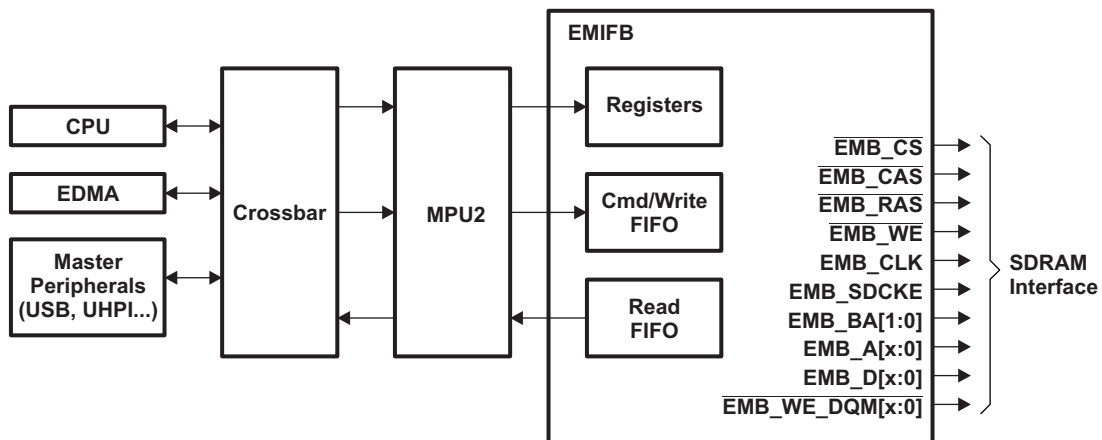 EMIFB
CPU
EDMA
Master
Peripherals
(USB, UHPI...)
Crossbar
MPU2
Registers
Cmd/Write
FIFO
Read
FIFO
EMB_CS
EMB_CAS
EMB_RAS
EMB_WE
EMB_CLK
EMB_SDCKE
EMB_BA[1:0]
EMB_A[x:0]
EMB_D[x:0]
EMB_WE_DQM[x:0]
SDRAM
Interface